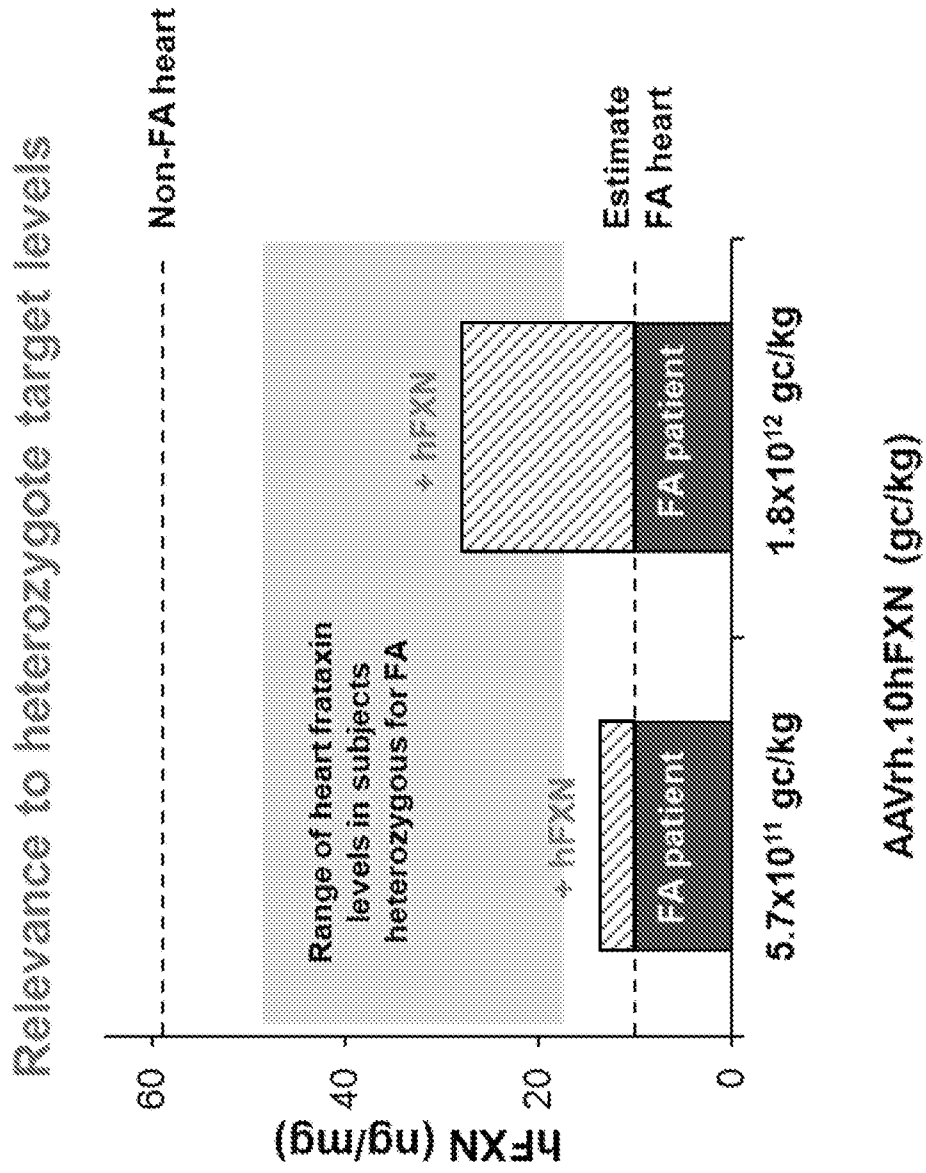 Relevance to heterozygote target levels
Non-FA heart
60
40
20
0
hFXN (ng/mg)
Range of heart frataxin
levels in subjects
heterozygous for FA
+ hFXN
+ hFXN
Estimate
FA heart
FA patient
FA patient
5.7x10¹¹ gc/kg
1.8x10¹² gc/kg
AAVrh.10hFXN (gc/kg)